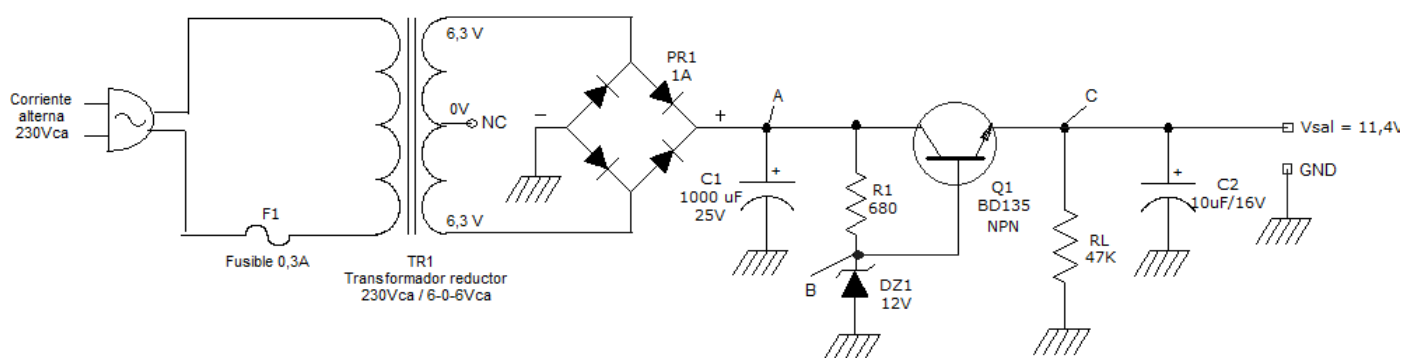 Corriente
alterna
230Vca
F1
Fusible 0,3A
6,3 V
0V
NC
6,3 V
TR1
Transformador reductor
230Vca / 6-0-6Vca
PR1
1A
−
+
A
C1
1000 uF
25V
+
R1
680
B
DZ1
12V
Q1
BD135
NPN
C
RL
47K
+
C2
10uF/16V
Vsal = 11,4V
GND